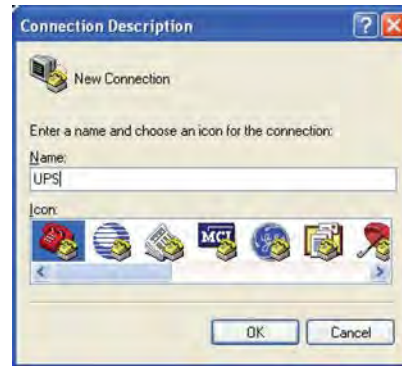 Connection Description
New Connection
Enter a name and choose an icon for the connection:
Name:
UPS
Icon:
MCI
OK Cancel